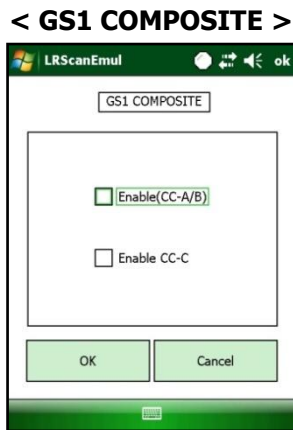 < GS1 COMPOSITE >
LRScanEmul ok
GS1 COMPOSITE
Enable(CC-A/B)
Enable CC-C
OK Cancel